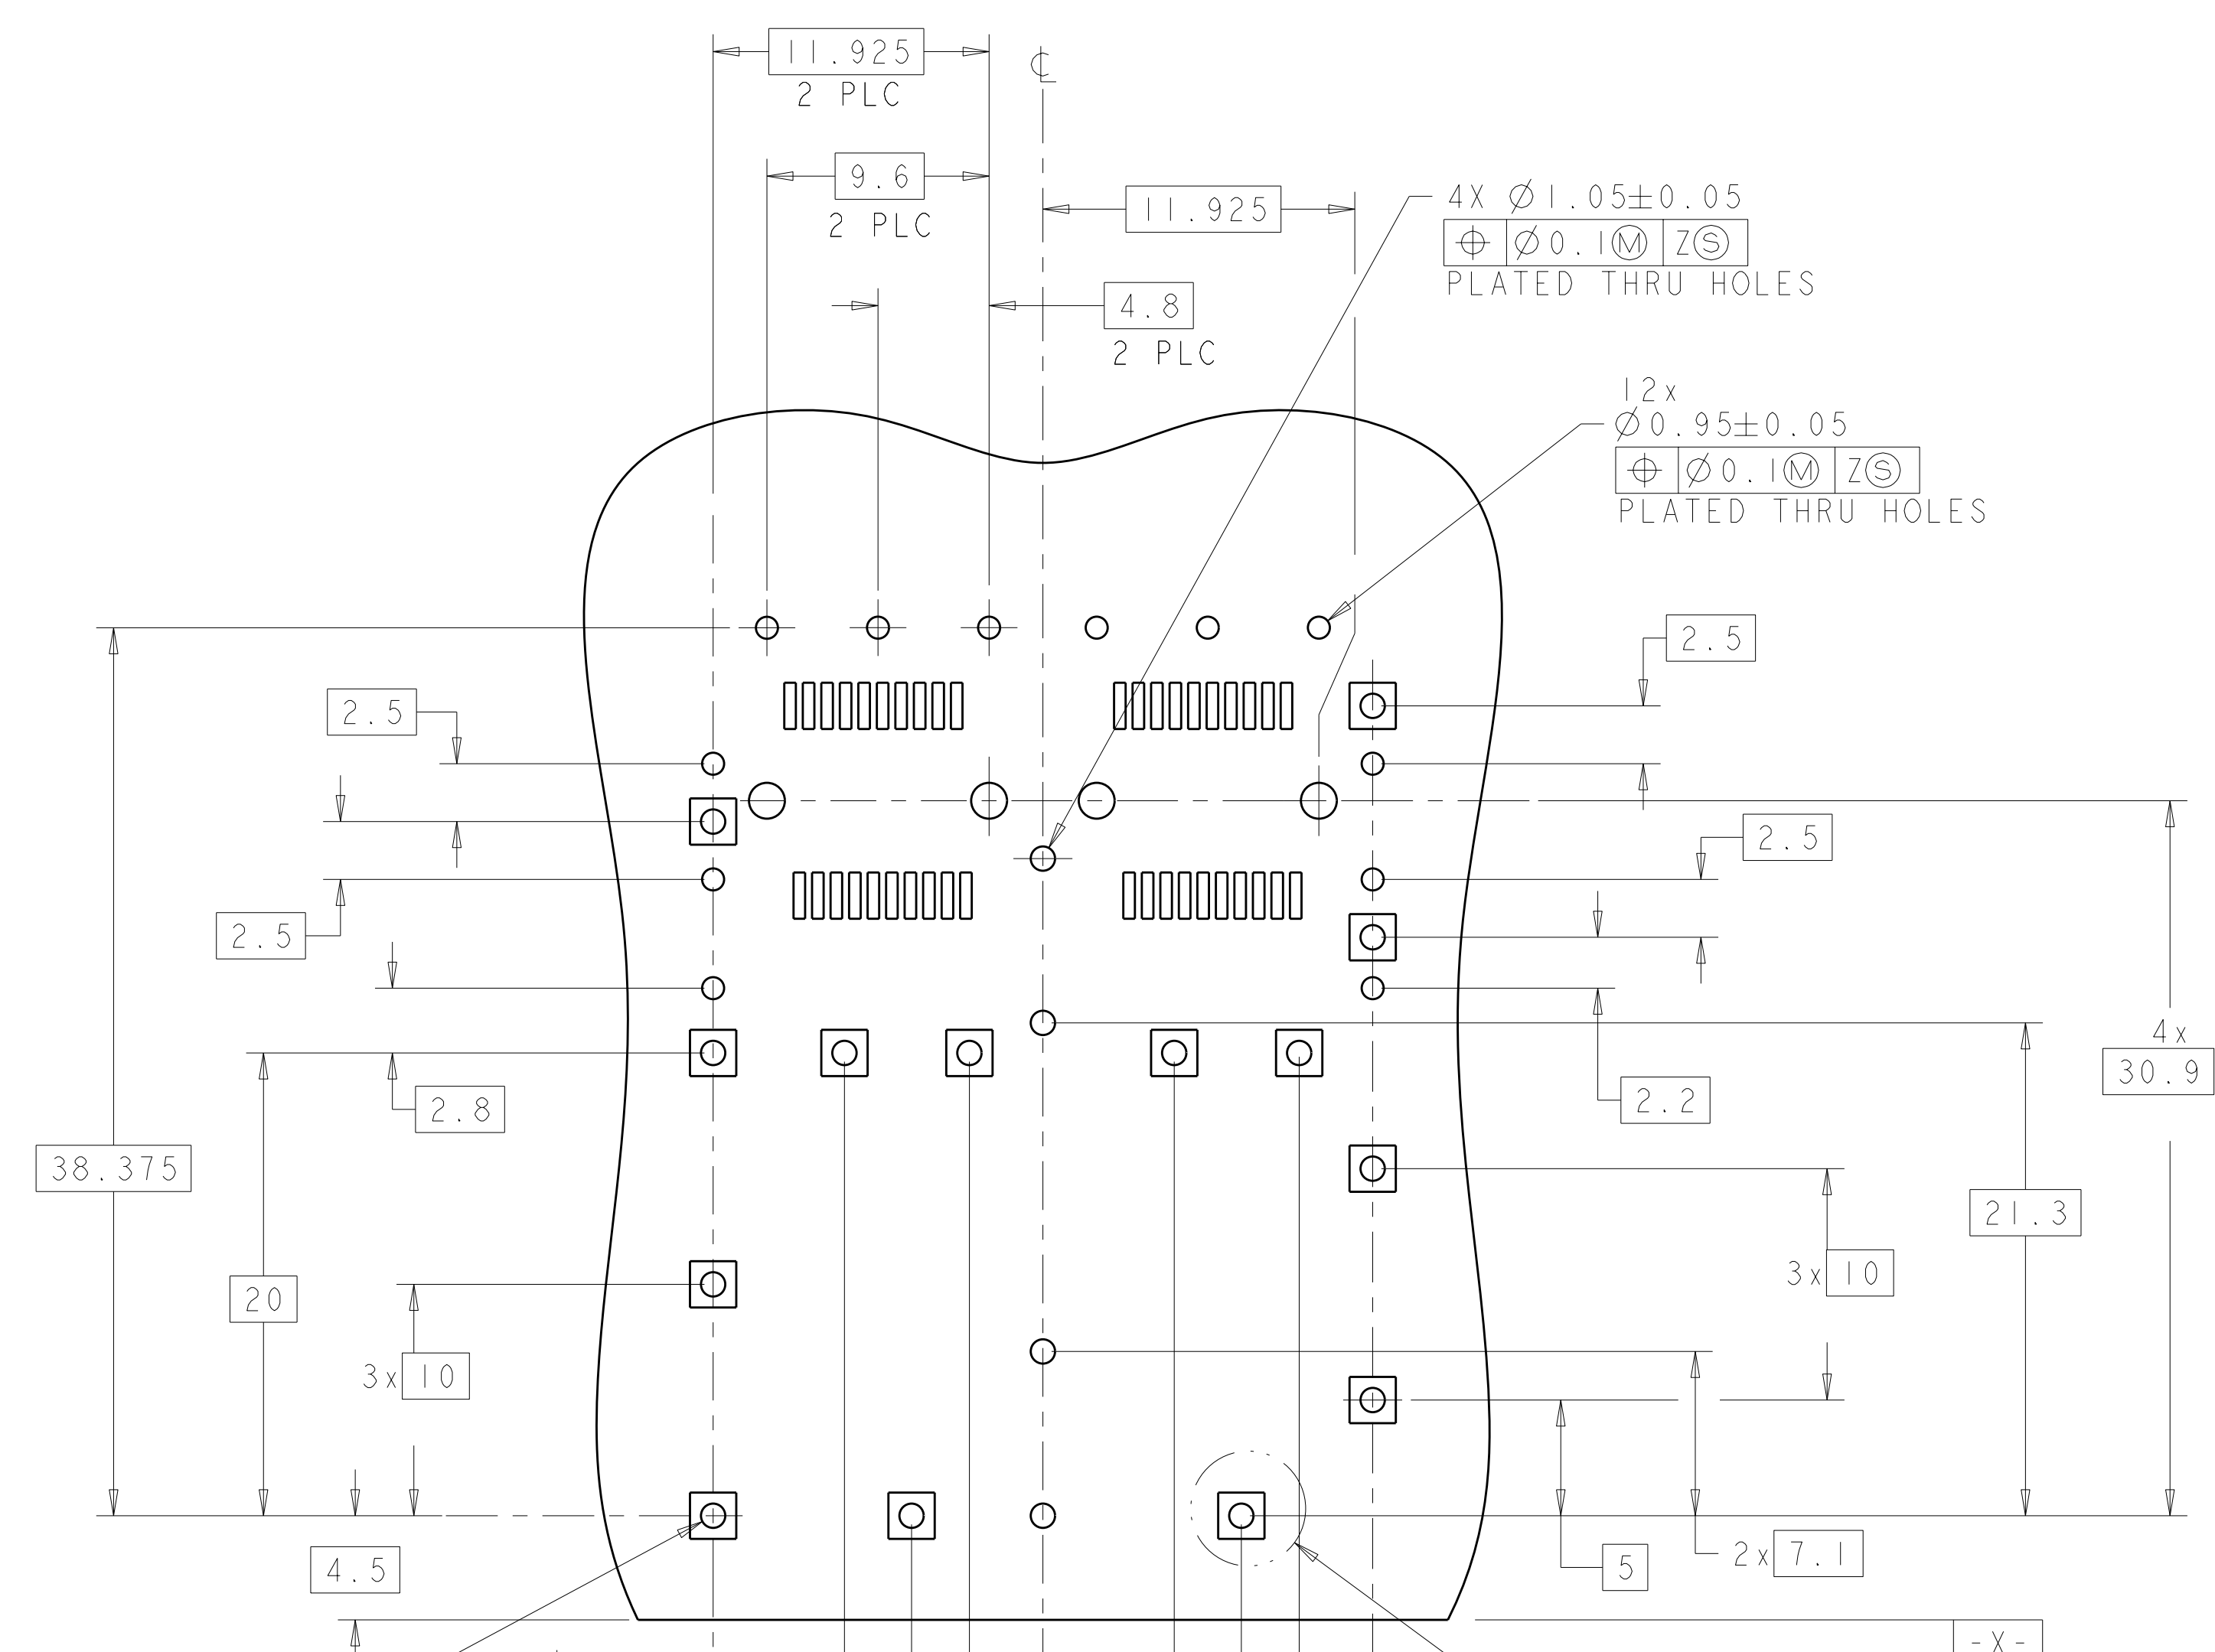 11.925
2 PLC
℄
9.6
2 PLC
11.925
4X ⌀1.05±0.05
⌖ ⌀0.1Ⓜ ZⓈ
PLATED THRU HOLES
4.8
2 PLC
12x
⌀0.95±0.05
⌖ ⌀0.1Ⓜ ZⓈ
PLATED THRU HOLES
2.5
2.5
2.5
2.5
4x
30.9
2.8
2.2
38.375
21.3
20
3x 10
3x 10
4.5
5
2x 7.1
-X-